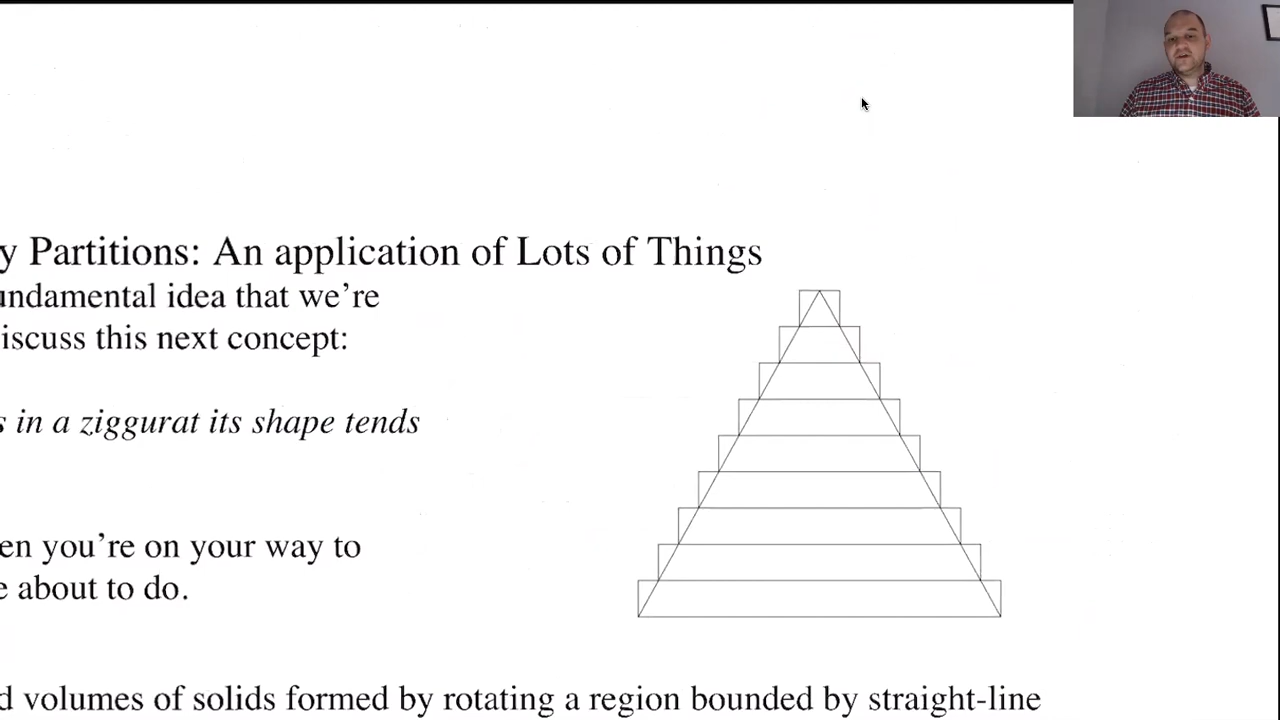 y Partitions: An application of Lots of Things
undamental idea that we're
iscuss this next concept:
s in a ziggurat its shape tends
en you're on your way to
e about to do.
d volumes of solids formed by rotating a region bounded by straight-line